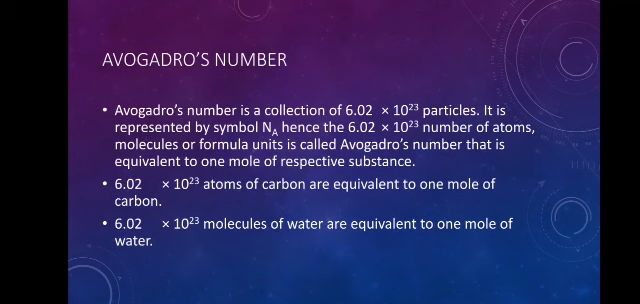 AVOGADRO'S NUMBER
• Avogadro's number is a collection of 6.02 × 10²³ particles. It is
represented by symbol N_A hence the 6.02 × 10²³ number of atoms,
molecules or formula units is called Avogadro's number that is
equivalent to one mole of respective substance.
• 6.02 × 10²³ atoms of carbon are equivalent to one mole of
carbon.
• 6.02 × 10²³ molecules of water are equivalent to one mole of
water.